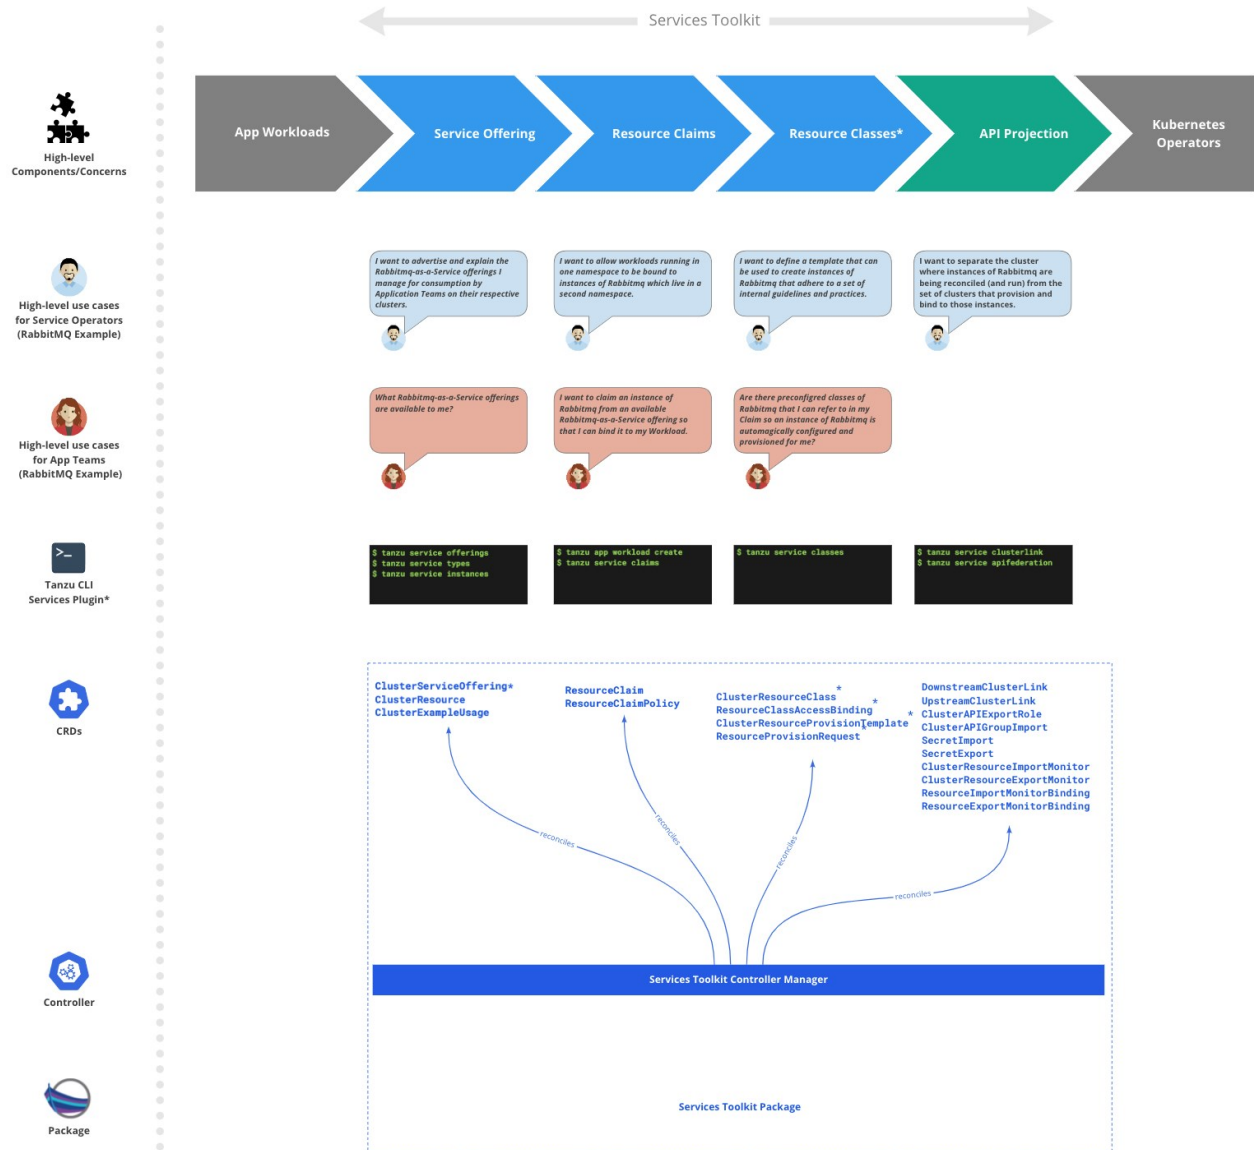 Services Toolkit
High-level
Components/Concerns
App Workloads
Service Offering
Resource Claims
Resource Classes*
API Projection
Kubernetes
Operators
High-level use cases
for Service Operators
(RabbitMQ Example)
I want to advertise and explain the
Rabbitmq-as-a-Service offerings I
manage for consumption by
Application Teams on their respective
clusters.
I want to allow workloads running in
one namespace to be bound to
instances of Rabbitmq which live in a
second namespace.
I want to define a template that can
be used to create instances of
Rabbitmq that adhere to a set of
internal guidelines and practices.
I want to separate the cluster
where instances of Rabbitmq are
being reconciled (and run) from the
set of clusters that provision and
bind to those instances.
High-level use cases
for App Teams
(RabbitMQ Example)
What Rabbitmq-as-a-Service offerings
are available to me?
I want to claim an instance of
Rabbitmq from an available
Rabbitmq-as-a-Service offering so
that I can bind it to my Workload.
Are there preconfigred classes of
Rabbitmq that I can refer to in my
Claim so an instance of Rabbitmq is
automagically configured and
provisioned for me?
>_
Tanzu CLI
Services Plugin*
$ tanzu service offerings
$ tanzu service types
$ tanzu service instances
$ tanzu app workload create
$ tanzu service claims
$ tanzu service classes
$ tanzu service clusterlink
$ tanzu service apifederation
CRDs
ClusterServiceOffering*
ClusterResource
ClusterExampleUsage
ResourceClaim
ResourceClaimPolicy
ClusterResourceClass*
ResourceClassAccessBinding*
ClusterResourceProvisionTemplate*
ResourceProvisionRequest*
DownstreamClusterLink
UpstreamClusterLink
ClusterAPIExportRole
ClusterAPIGroupImport
SecretImport
SecretExport
ClusterResourceImportMonitor
ClusterResourceExportMonitor
ResourceImportMonitorBinding
ResourceExportMonitorBinding
reconciles
reconciles
reconciles
reconciles
Controller
Services Toolkit Controller Manager
Package
Services Toolkit Package